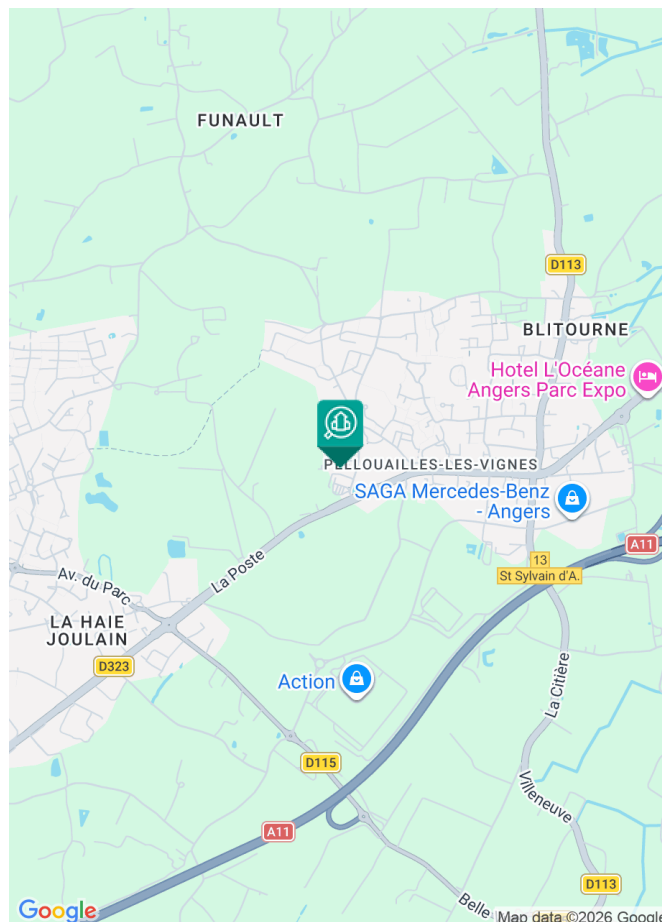 FUNAULT
D113
BLITOURNE
Hotel L'Océane
Angers Parc Expo
PELLOUAILLES-LES-VIGNES
SAGA Mercedes-Benz
- Angers
A11
13
St Sylvain d'A.
La Poste
Av. du Parc
LA HAIE
JOULAIN
D323
Action
La Citière
D115
Villeneuve
A11
D113
Belle
Google
Map data ©2026 Google